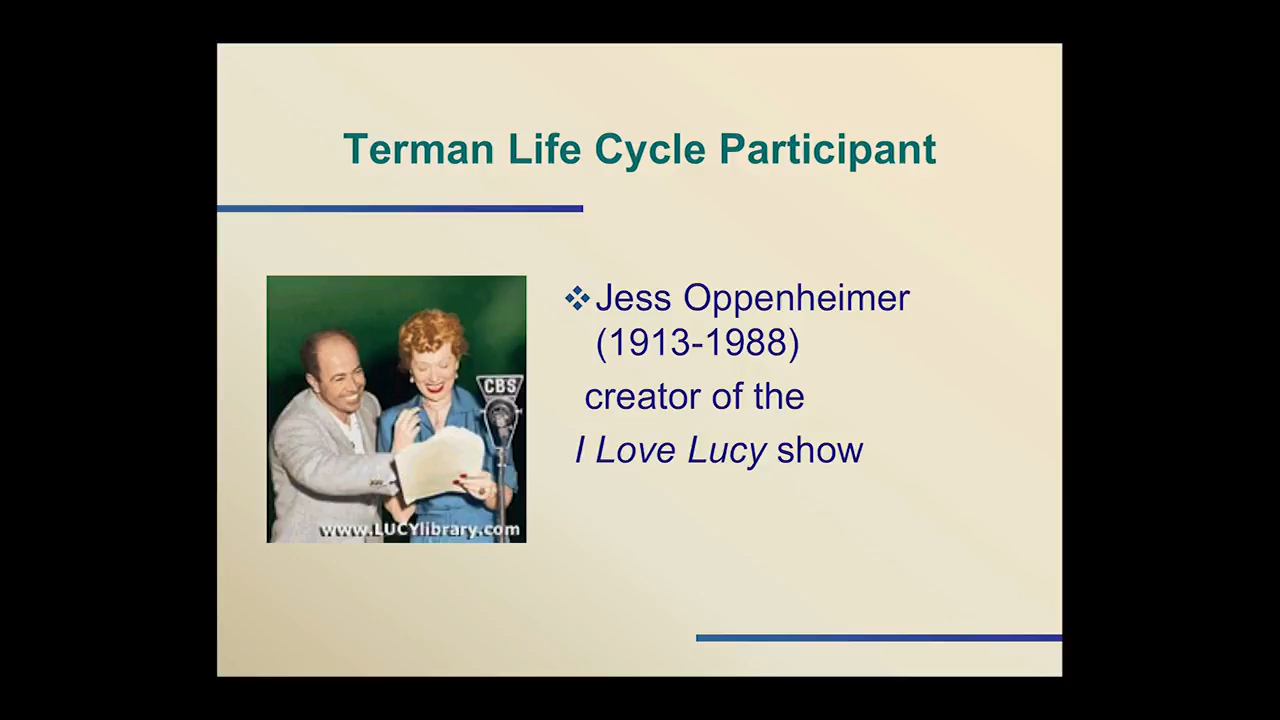 Terman Life Cycle Participant
Jess Oppenheimer
(1913-1988)
creator of the
I Love Lucy show
CBS
www.LUCYlibrary.com